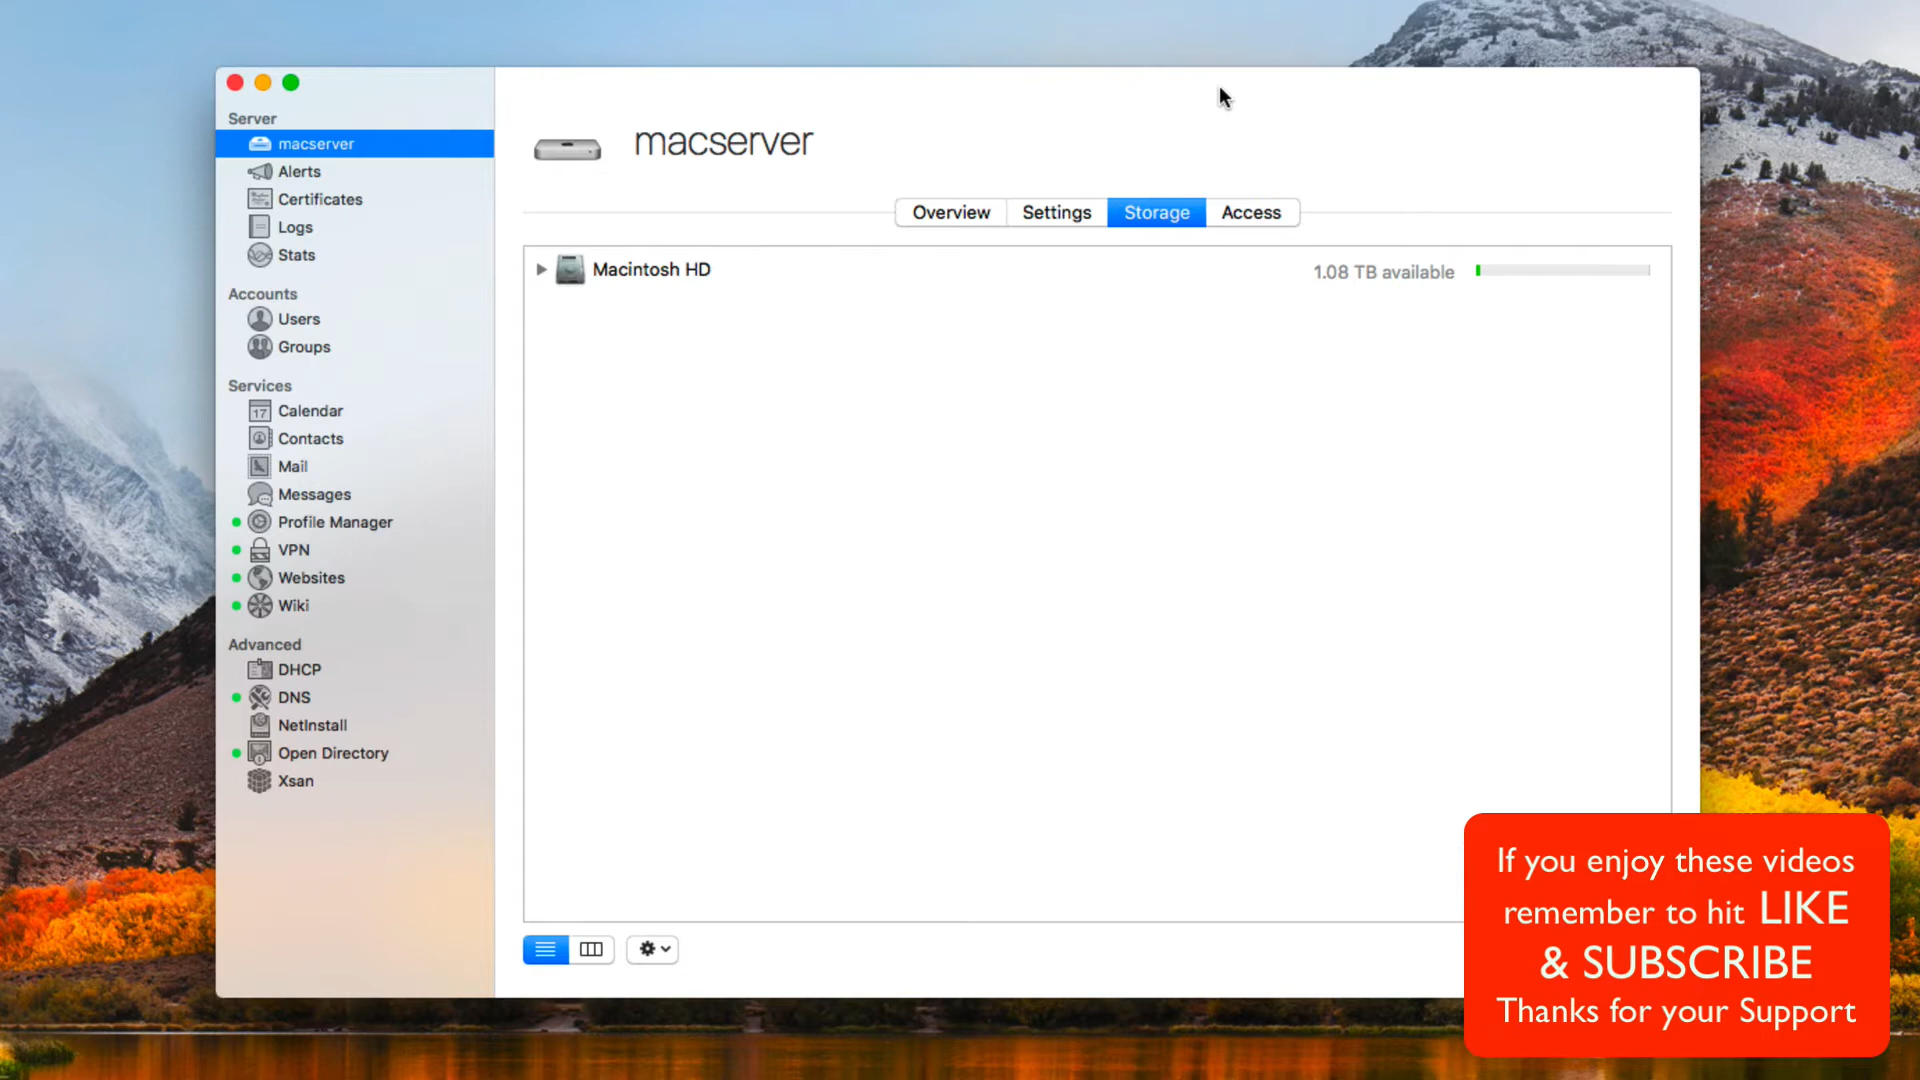 Server
macserver
Alerts
Certificates
Logs
Stats
Accounts
Users
Groups
Services
17 Calendar
Contacts
Mail
Messages
Profile Manager
VPN
Websites
Wiki
Advanced
DHCP
DNS
NetInstall
Open Directory
Xsan
macserver
Overview Settings Storage Access
Macintosh HD 1.08 TB available
If you enjoy these videos
remember to hit LIKE
& SUBSCRIBE
Thanks for your Support